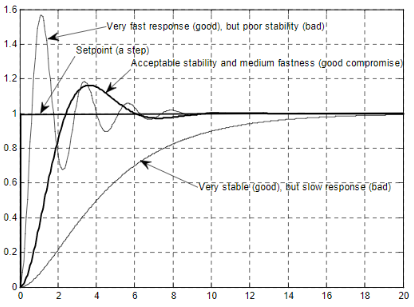 1.6
Very fast response (good), but poor stability (bad)
1.4
Setpoint (a step)
Acceptable stability and medium fastness (good compromise)
1.2
1
0.8
0.6
Very stable (good), but slow response (bad)
0.4
0.2
0
0 2 4 6 8 10 12 14 16 18 20